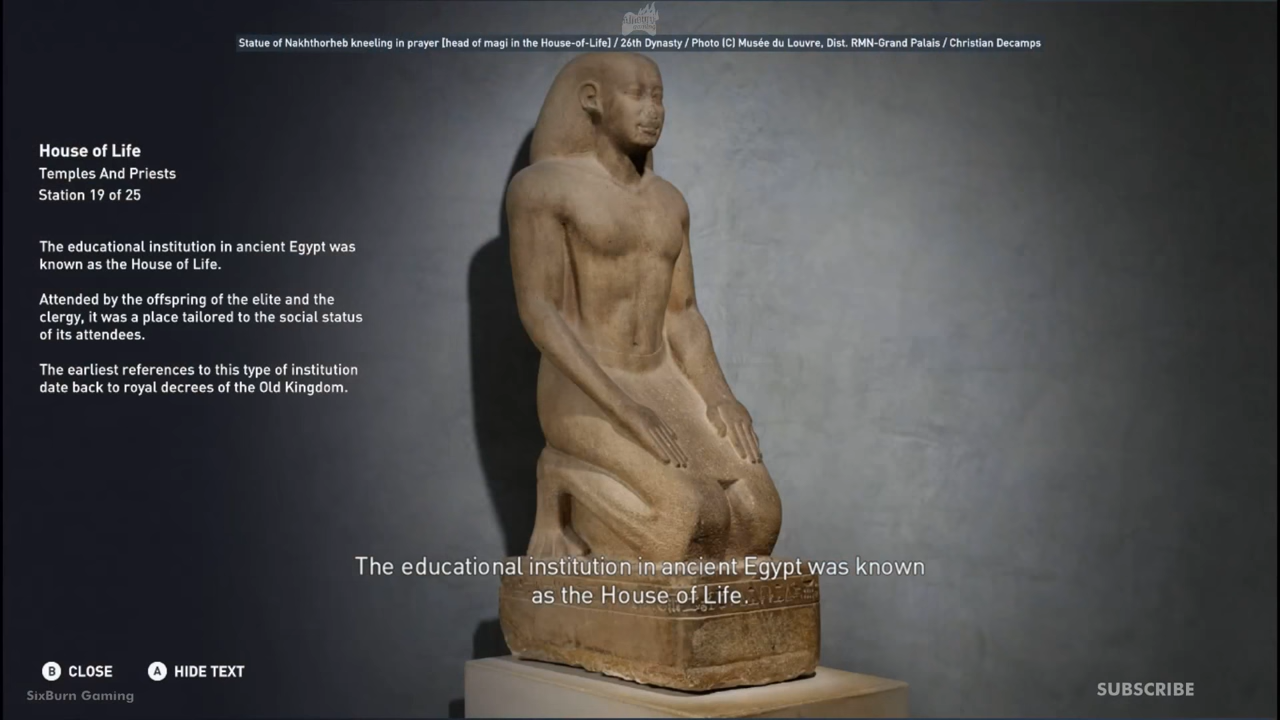 Statue of Nakhthorheb kneeling in prayer [head of magi in the House-of-Life] / 26th Dynasty / Photo (C) Musée du Louvre, Dist. RMN-Grand Palais / Christian Decamps
House of Life
Temples And Priests
Station 19 of 25
The educational institution in ancient Egypt was
known as the House of Life.
Attended by the offspring of the elite and the
clergy, it was a place tailored to the social status
of its attendees.
The earliest references to this type of institution
date back to royal decrees of the Old Kingdom.
The educational institution in ancient Egypt was known
as the House of Life.
B CLOSE A HIDE TEXT
SixBurn Gaming
SUBSCRIBE